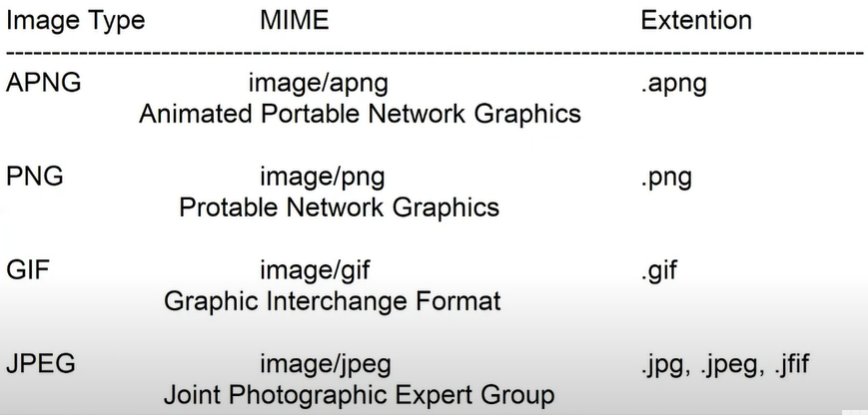 Image Type MIME Extention
--------------------------------------------------------------------------------------------
APNG image/apng .apng
Animated Portable Network Graphics
PNG image/png .png
Protable Network Graphics
GIF image/gif .gif
Graphic Interchange Format
JPEG image/jpeg .jpg, .jpeg, .jfif
Joint Photographic Expert Group